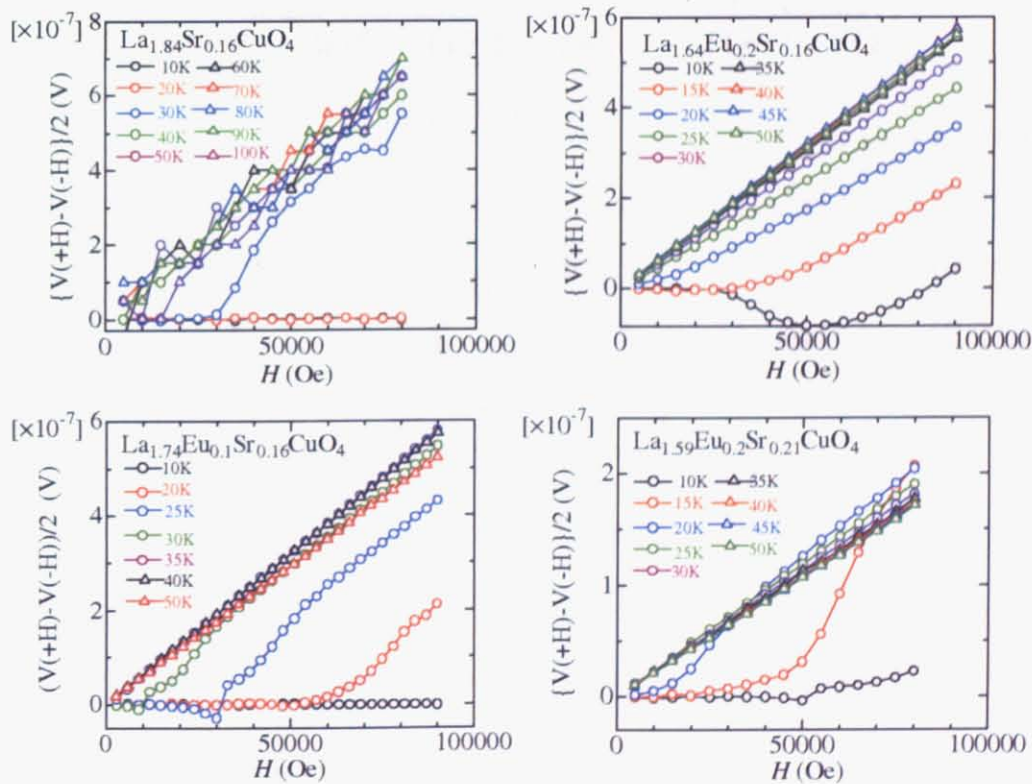 [×10⁻⁷]
8
6
4
2
0
{V(+H)-V(-H)}/2 (V)
La₁.₈₄Sr₀.₁₆CuO₄
10K 60K
20K 70K
30K 80K
40K 90K
50K 100K
0 50000 100000
H (Oe)
[×10⁻⁷]
6
4
2
0
{V(+H)-V(-H)}/2 (V)
La₁.₆₄Eu₀.₂Sr₀.₁₆CuO₄
10K 35K
15K 40K
20K 45K
25K 50K
30K
0 50000 100000
H (Oe)
[×10⁻⁷]
6
4
2
0
(V(+H)-V(-H))/2 (V)
La₁.₇₄Eu₀.₁Sr₀.₁₆CuO₄
10K
20K
25K
30K
35K
40K
50K
0 50000 100000
H (Oe)
[×10⁻⁷]
2
1
0
{V(+H)-V(-H)}/2 (V)
La₁.₅₉Eu₀.₂Sr₀.₂₁CuO₄
10K 35K
15K 40K
20K 45K
25K 50K
30K
0 50000 100000
H (Oe)